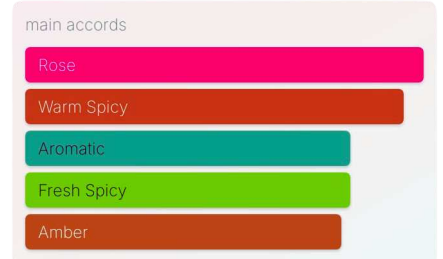 main accords
Rose
Warm Spicy
Aromatic
Fresh Spicy
Amber